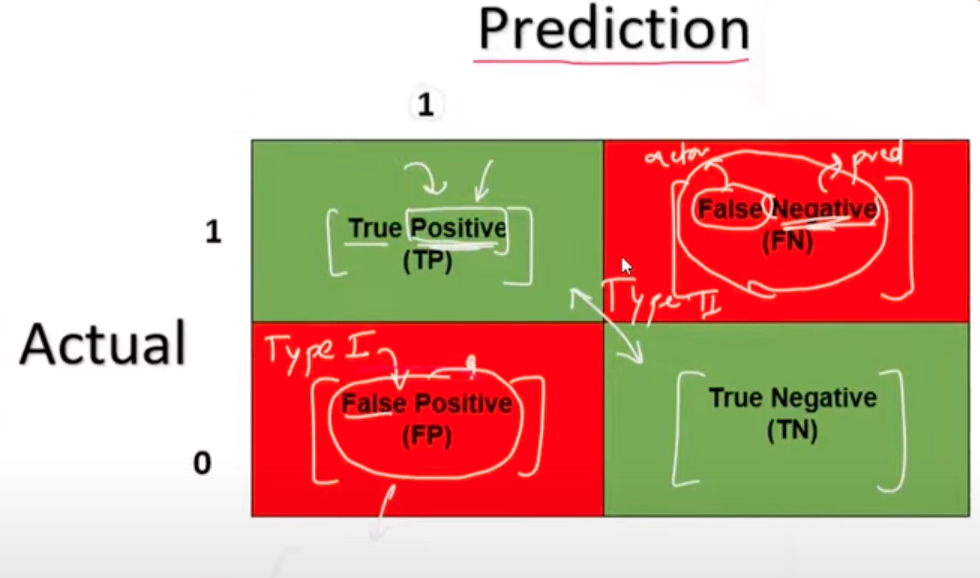 Prediction
1
actor
pred
1
True Positive
(TP)
False Negative
(FN)
Type II
Actual
Type I
False Positive
(FP)
True Negative
(TN)
0